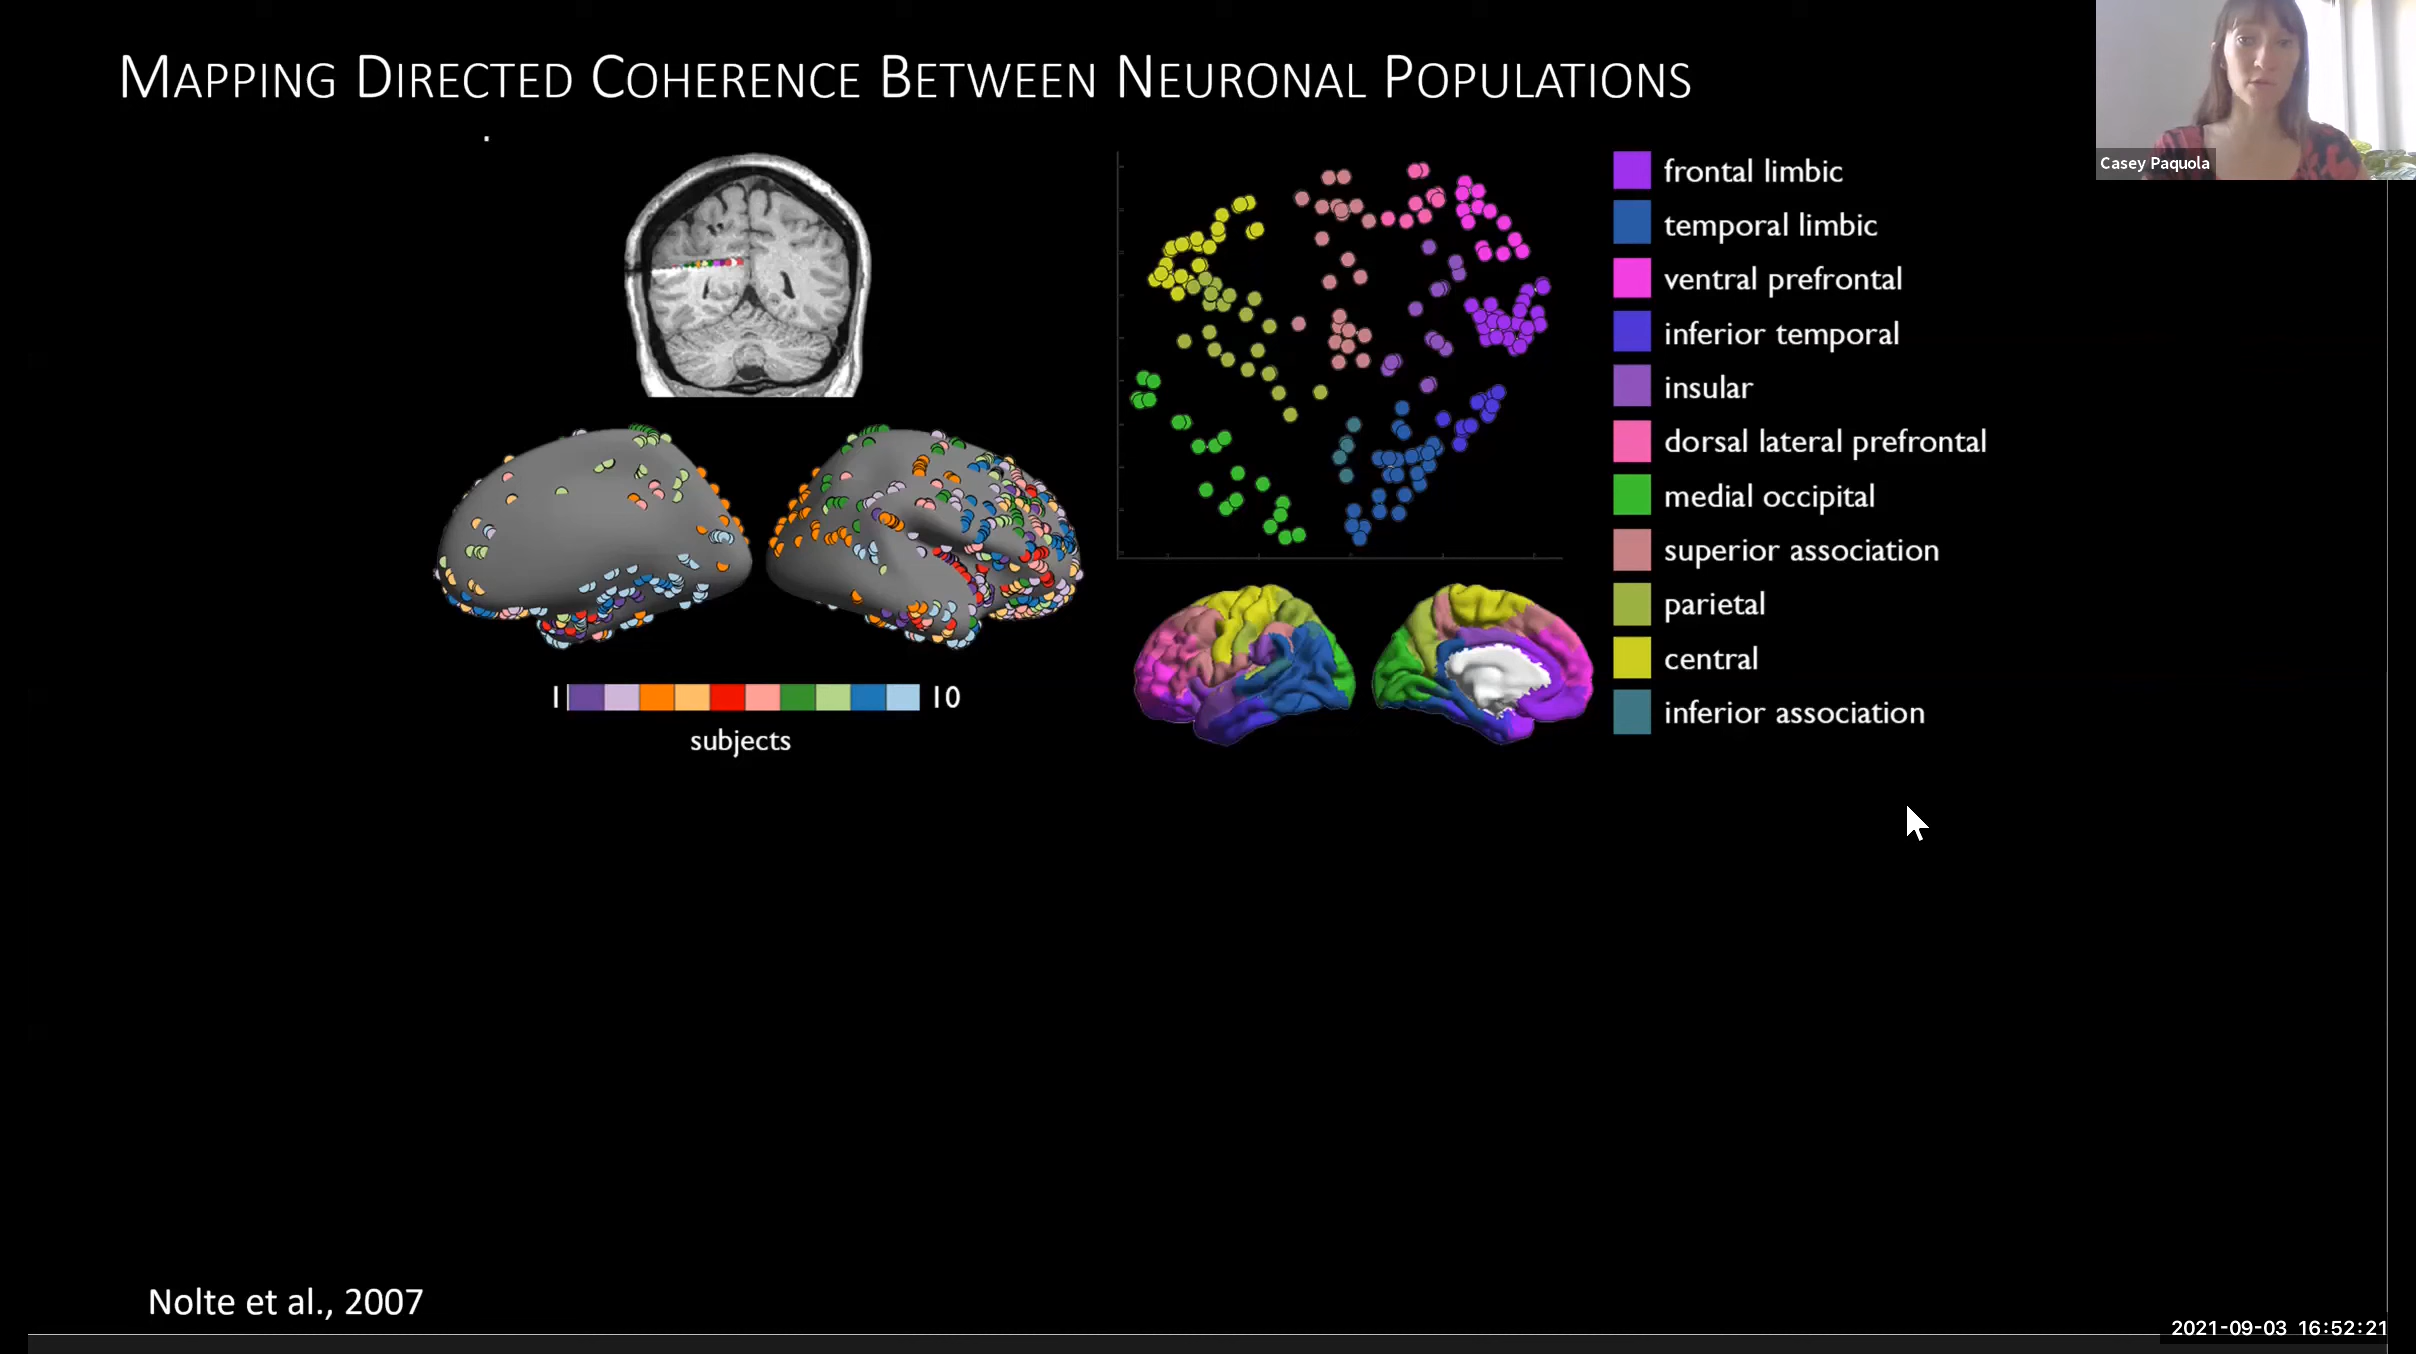 MAPPING DIRECTED COHERENCE BETWEEN NEURONAL POPULATIONS
Casey Paquola
frontal limbic
temporal limbic
ventral prefrontal
inferior temporal
insular
dorsal lateral prefrontal
medial occipital
superior association
parietal
central
inferior association
1 10
subjects
Nolte et al., 2007
2021-09-03 16:52:21